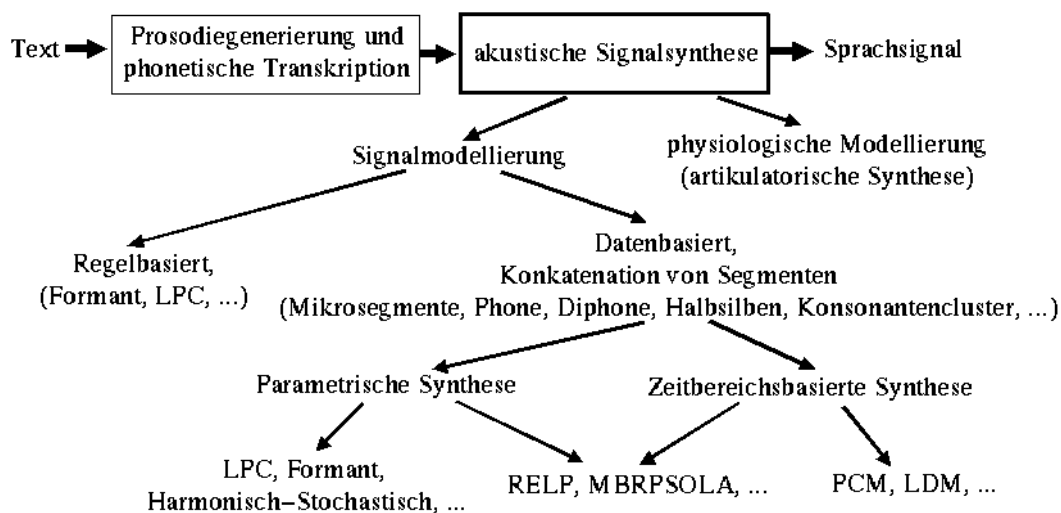 Text
Prosodiegenerierung und
phonetische Transkription
akustische Signalsynthese
Sprachsignal
Signalmodellierung
physiologische Modellierung
(artikulatorische Synthese)
Regelbasiert,
(Formant, LPC, ...)
Datenbasiert,
Konkatenation von Segmenten
(Mikrosegmente, Phone, Diphone, Halbsilben, Konsonantencluster, ...)
Parametrische Synthese
Zeitbereichsbasierte Synthese
LPC, Formant,
Harmonisch–Stochastisch, ...
RELP, MBRPSOLA, ...
PCM, LDM, ...